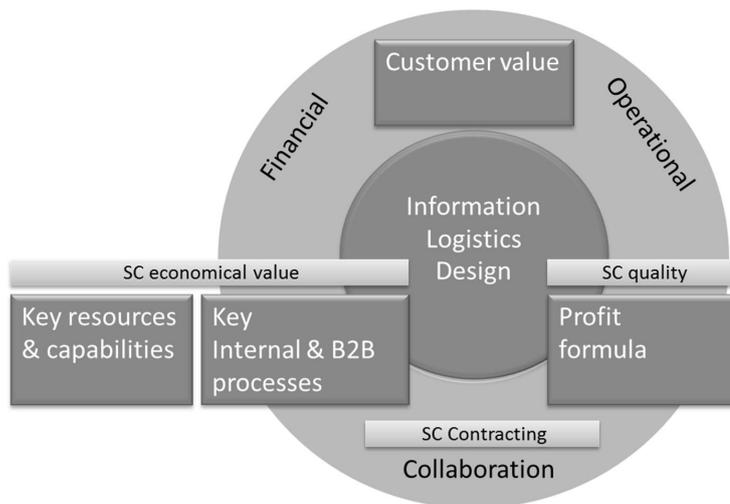 Customer value
Financial
Operational
Information
Logistics
Design
SC economical value
SC quality
Key resources
& capabilities
Key
Internal & B2B
processes
Profit
formula
SC Contracting
Collaboration